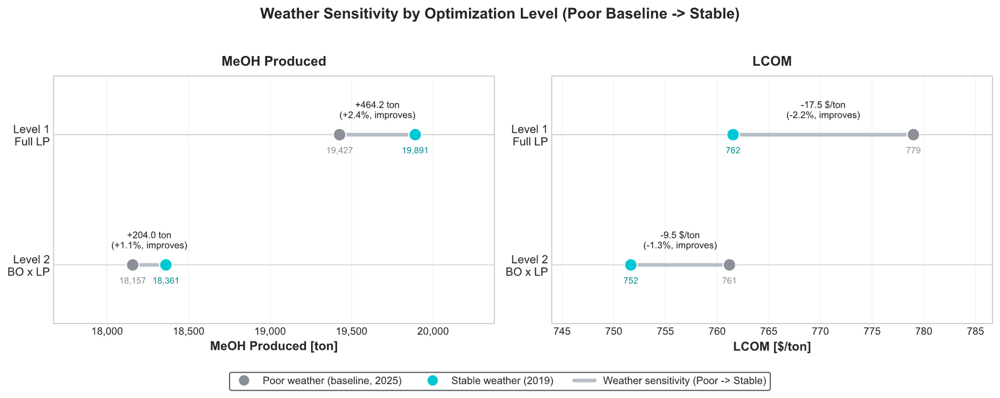 Weather Sensitivity by Optimization Level (Poor Baseline -> Stable)
MeOH Produced
+464.2 ton
(+2.4%, improves)
Level 1
Full LP
19,427
19,891
+204.0 ton
(+1.1%, improves)
Level 2
BO x LP
18,157
18,361
18,000
18,500
19,000
19,500
20,000
MeOH Produced [ton]
LCOM
-17.5 $/ton
(-2.2%, improves)
Level 1
Full LP
762
779
-9.5 $/ton
(-1.3%, improves)
Level 2
BO x LP
752
761
745
750
755
760
765
770
775
780
785
LCOM [$/ton]
Poor weather (baseline, 2025)
Stable weather (2019)
Weather sensitivity (Poor -> Stable)